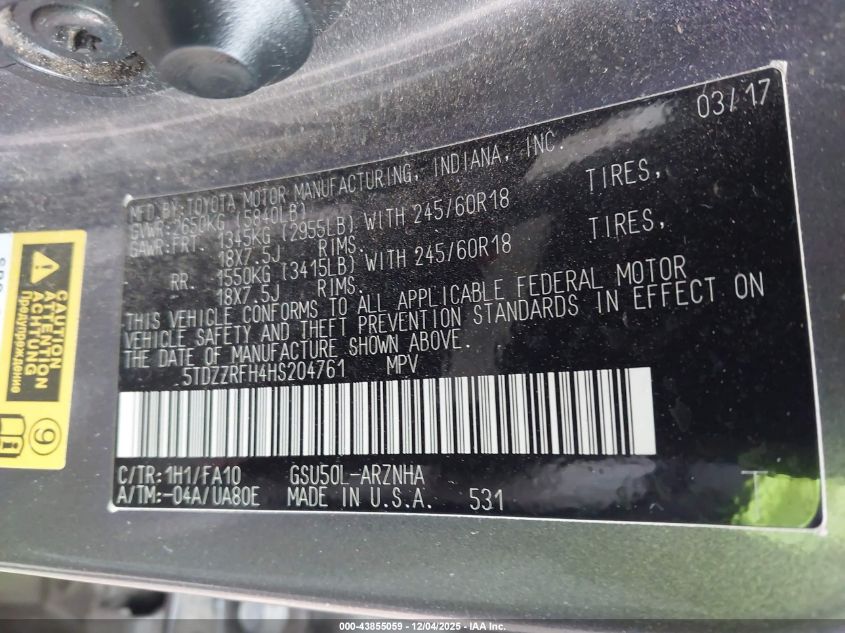 03/17
MFD.BY:TOYOTA MOTOR MANUFACTURING, INDIANA, INC.
GVWR:2650KG (5840LB)
GAWR:FRT. 1345KG (2955LB) WITH 245/60R18 TIRES,
18X7.5J RIMS.
RR. 1550KG (3415LB) WITH 245/60R18 TIRES,
18X7.5J RIMS.
THIS VEHICLE CONFORMS TO ALL APPLICABLE FEDERAL MOTOR
VEHICLE SAFETY AND THEFT PREVENTION STANDARDS IN EFFECT ON
THE DATE OF MANUFACTURE SHOWN ABOVE.
5TDZZRFH4HS204761 MPV
C/TR:1H1/FA10 GSU50L-ARZNHA
A/TM:-04A/UA80E MADE IN U.S.A. 531
T
CAUTION
ATTENTION
ACHTUNG
Предупреждение
9
000-43855059 | 12/04/2025 | IAA Inc.